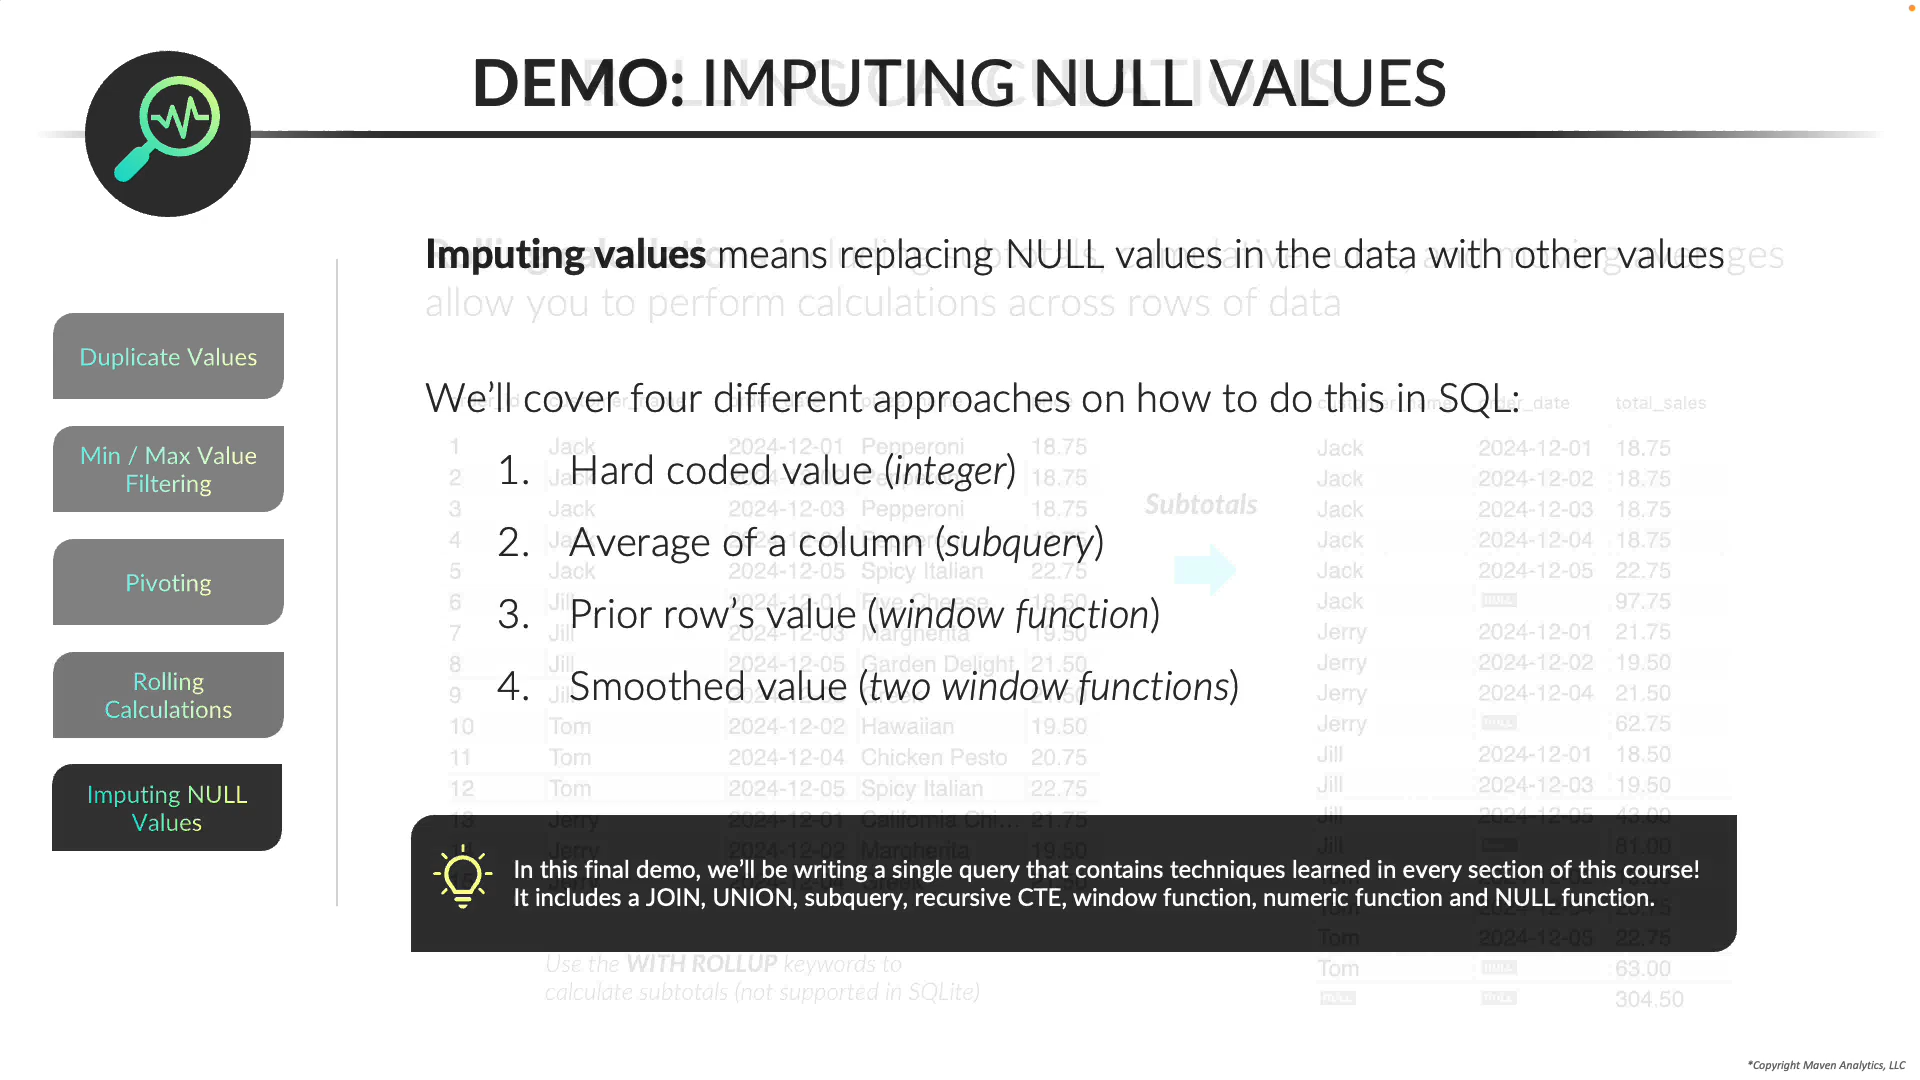 DEMO: IMPUTING NULL VALUES
Duplicate Values
Min / Max Value
Filtering
Pivoting
Rolling
Calculations
Imputing NULL
Values
Imputing values means replacing NULL values in the data with other values
allow you to perform calculations across rows of data
We'll cover four different approaches on how to do this in SQL:
1. Hard coded value (integer)
2. Average of a column (subquery)
3. Prior row's value (window function)
4. Smoothed value (two window functions)
1 Jack 2024-12-01 Pepperoni 18.75
2 18.75
3 Jack 2024-12-03 Pepperoni 18.75
4
5 Jack 2024-12-05 Spicy Italian 22.75
6 Jill 2024-12-01 Five Cheese 18.50
7 Jill 2024-12-03 Margherita 19.50
8 Jill 2024-12-05 Garden Delight 21.50
9 Jill
10 Tom 2024-12-02 Hawaiian 19.50
11 Tom 2024-12-04 Chicken Pesto 20.75
12 Tom 2024-12-05 Spicy Italian 22.75
13 Jerry 2024-12-01 California Chi... 21.75
Jerry 2024-12-02 Margherita 19.50
Subtotals
order_date total_sales
Jack 2024-12-01 18.75
Jack 2024-12-02 18.75
Jack 2024-12-03 18.75
Jack 2024-12-04 18.75
Jack 2024-12-05 22.75
Jack NULL 97.75
Jerry 2024-12-01 21.75
Jerry 2024-12-02 19.50
Jerry 2024-12-04 21.50
Jerry NULL 62.75
Jill 2024-12-01 18.50
Jill 2024-12-03 19.50
Jill 2024-12-05 43.00
Jill 81.00
Tom 2024-12-05 22.75
Tom NULL 63.00
NULL NULL 304.50
In this final demo, we'll be writing a single query that contains techniques learned in every section of this course!
It includes a JOIN, UNION, subquery, recursive CTE, window function, numeric function and NULL function.
Use the WITH ROLLUP keywords to
calculate subtotals (not supported in SQLite)
*Copyright Maven Analytics, LLC